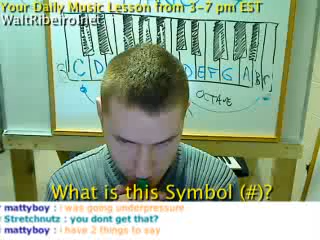 Your Daily Music Lesson from 3-7 pm EST
WaltRibeiro.net
C D D E F G A B C
OCTAVE
What is this Symbol (#)?
mattyboy : i was going underpressure
Stretchnutz : you dont get that?
mattyboy : i have 2 things to say